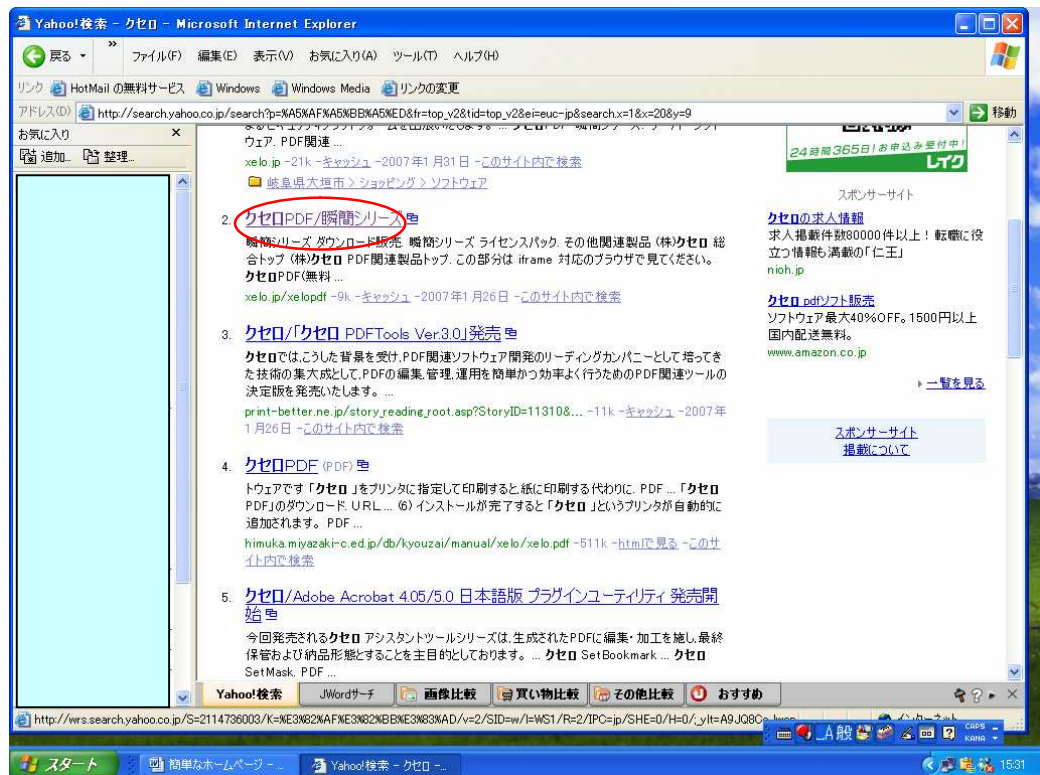 Yahoo!検索 - クセロ - Microsoft Internet Explorer
戻る
ファイル(F) 編集(E) 表示(V) お気に入り(A) ツール(T) ヘルプ(H)
リンク HotMail の無料サービス Windows Windows Media リンクの変更
アドレス(D) http://search.yahoo.co.jp/search?p=%A5%AF%A5%BB%A5%ED&fr=top_v2&tid=top_v2&ei=euc-jp&search.x=1&x=20&y=9 移動
お気に入り ×
追加... 整理...
ウェア. PDF関連 ...
xelo.jp -21k -キャッシュ -2007年1月31日 -このサイト内で検索
岐阜県大垣市 > ショッピング > ソフトウェア
2. クセロPDF/瞬簡シリーズ
瞬簡シリーズ ダウンロード販売. 瞬簡シリーズ ライセンスパック. その他関連製品 (株)クセロ 総
合トップ (株)クセロ PDF関連製品トップ. この部分は iframe 対応のブラウザで見てください。
クセロPDF(無料 ...
xelo.jp/xelopdf -9k -キャッシュ -2007年1月26日 -このサイト内で検索
3. クセロ/「クセロ PDFTools Ver.3.0」発売
クセロでは,こうした背景を受け,PDF関連ソフトウェア開発のリーディングカンパニーとして培ってき
た技術の集大成として,PDFの編集,管理,運用を簡単かつ効率よく行うためのPDF関連ツールの
決定版を発売いたします。 ...
print-better.ne.jp/story_reading_root.asp?StoryID=11310&... -11k -キャッシュ -2007年
1月26日 -このサイト内で検索
4. クセロPDF (PDF)
トウェアです「クセロ 」をプリンタに指定して印刷すると,紙に印刷する代わりに. PDF ... 「クセロ
PDF」のダウンロード. URL ... (6) インストールが完了すると「クセロ 」というプリンタが自動的に
追加されます。 PDF ...
himuka.miyazaki-c.ed.jp/db/kyouzai/manual/xelo/xelo.pdf -511k -htmlで見る -このサ
イト内で検索
5. クセロ/Adobe Acrobat 4.05/5.0 日本語版 プラグインユーティリティ 発売開
始
今回発売されるクセロ アシスタントツールシリーズは,生成されたPDFに編集・加工を施し,最終
保管および納品形態とすることを主目的としております。 ... クセロ SetBookmark ... クセロ
SetMask. PDF ...
24時間365日!お申込み受付中!
レイク
スポンサーサイト
クセロの求人情報
求人掲載件数80000件以上!転職に役
立つ情報も満載の「仁王」
nioh.jp
クセロ pdfソフト販売
ソフトウェア最大40%OFF。1500円以上
国内配送無料。
www.amazon.co.jp
一覧を見る
スポンサーサイト
掲載について
Yahoo!検索 JWordサーチ 画像比較 買い物比較 その他比較 おすすめ
http://wrs.search.yahoo.co.jp/S=2114736003/K=%E3%82%AF%E3%82%BB%E3%83%AD/v=2/SID=w/l=WS1/R=2/IPC=jp/SHE=0/H=0/;_ylt=A9JQ8C
A 般 CAPS KANA
スタート 簡単なホームページ - ... Yahoo!検索 - クセロ -... 15:31